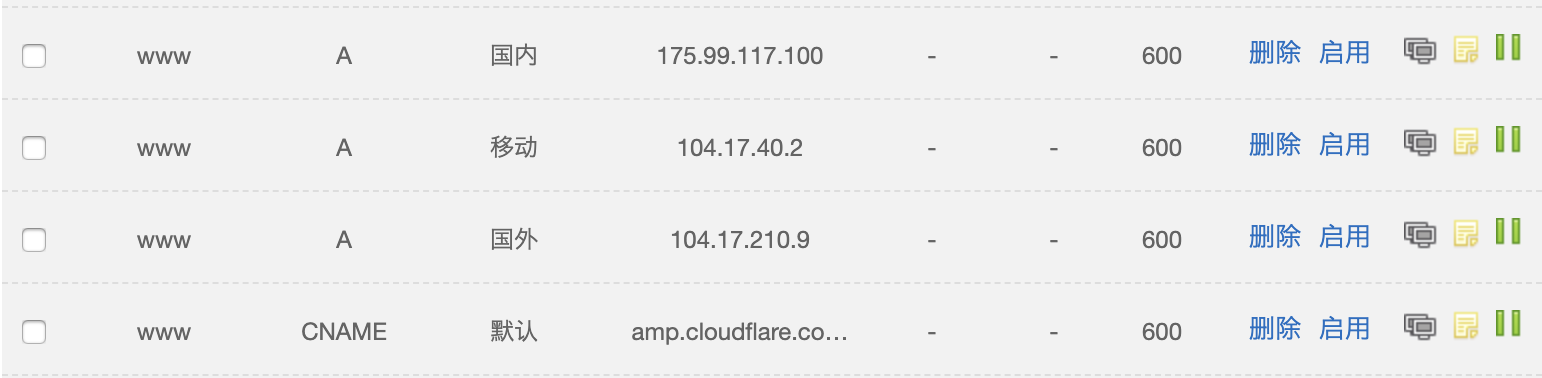 www A 国内 175.99.117.100 - - 600 删除 启用
www A 移动 104.17.40.2 - - 600 删除 启用
www A 国外 104.17.210.9 - - 600 删除 启用
www CNAME 默认 amp.cloudflare.co… - - 600 删除 启用